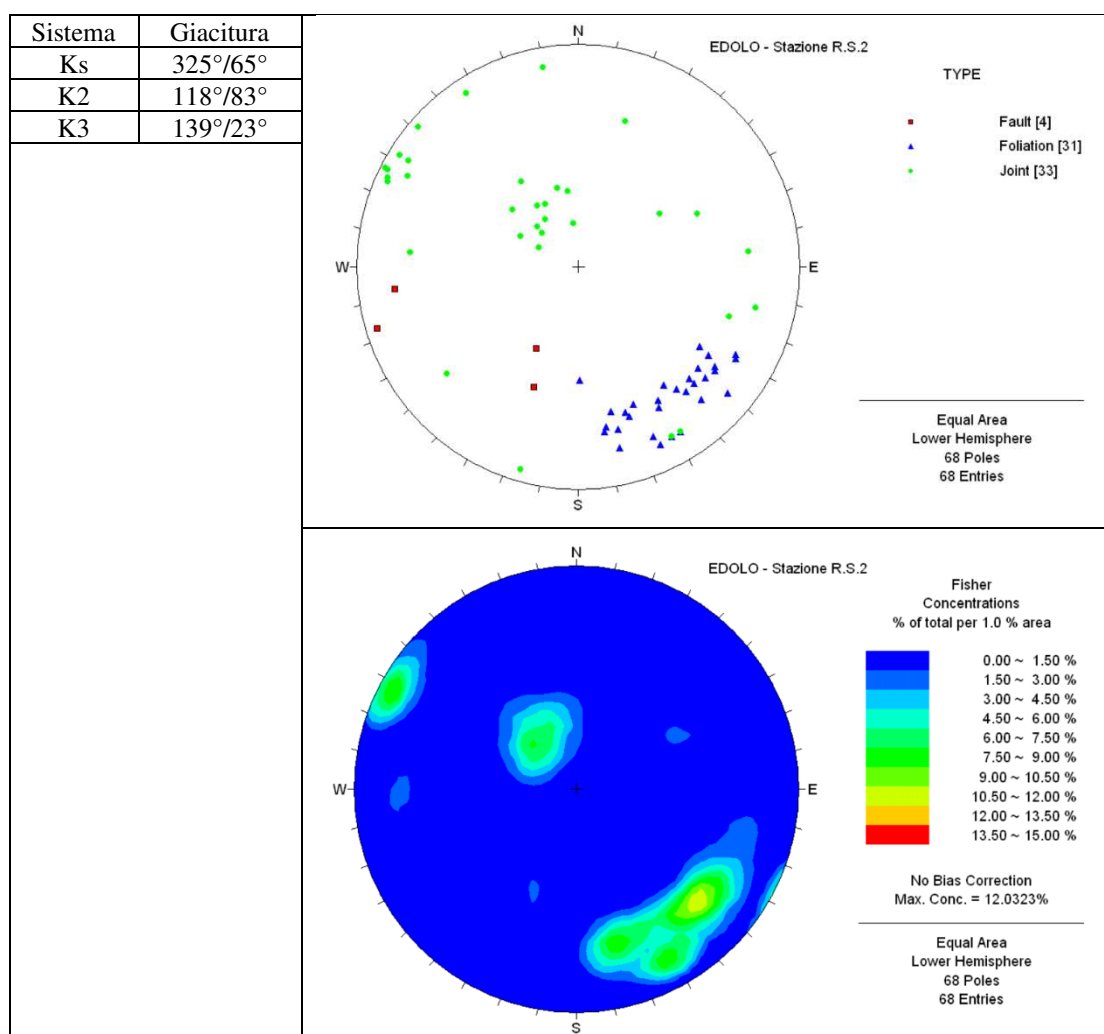 Sistema Giacitura
Ks 325°/65°
K2 118°/83°
K3 139°/23°
N
EDOLO - Stazione R.S.2
TYPE
Fault [4]
Foliation [31]
Joint [33]
W
E
S
Equal Area
Lower Hemisphere
68 Poles
68 Entries
N
EDOLO - Stazione R.S.2
Fisher
Concentrations
% of total per 1.0 % area
0.00 ~ 1.50 %
1.50 ~ 3.00 %
3.00 ~ 4.50 %
4.50 ~ 6.00 %
6.00 ~ 7.50 %
7.50 ~ 9.00 %
9.00 ~ 10.50 %
10.50 ~ 12.00 %
12.00 ~ 13.50 %
13.50 ~ 15.00 %
W
E
S
No Bias Correction
Max. Conc. = 12.0323%
Equal Area
Lower Hemisphere
68 Poles
68 Entries